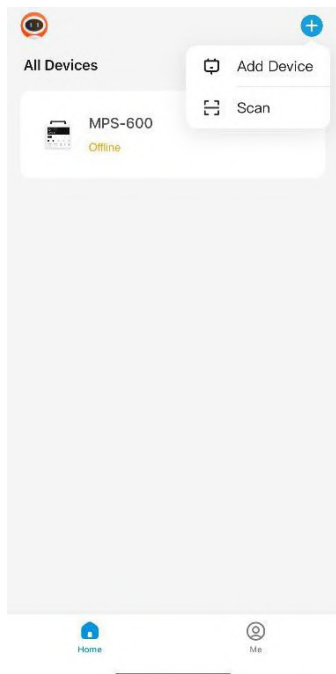 All Devices
Add Device
Scan
MPS-600
Offline
Home
Me